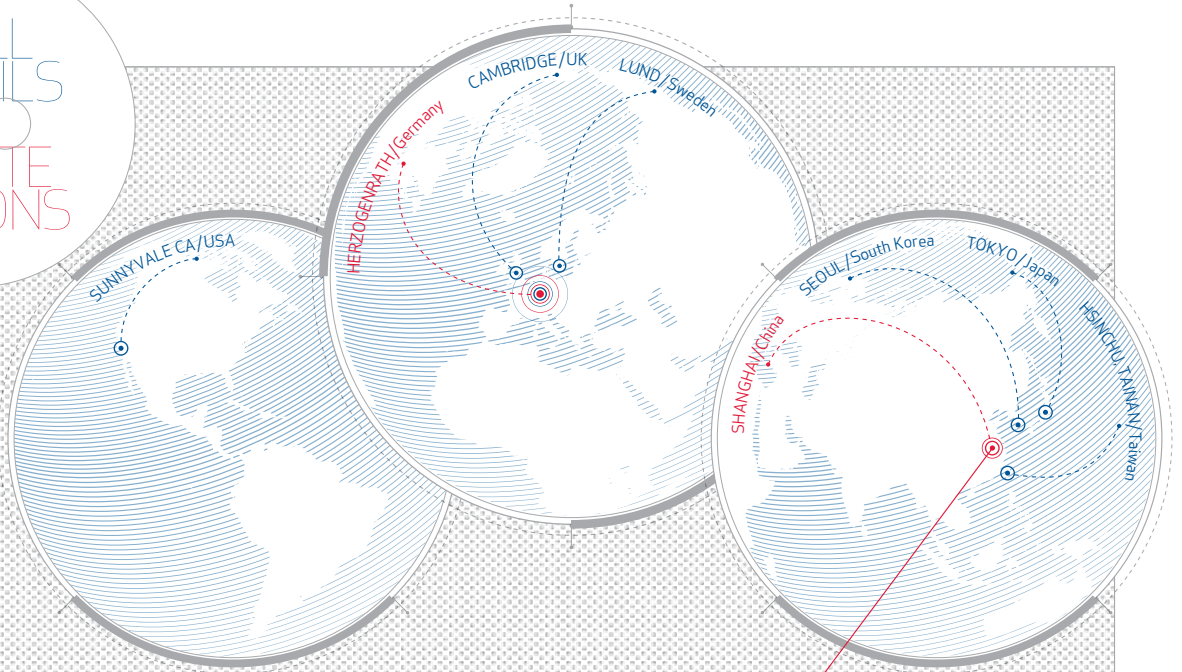 SUNNYVALE CA/USA
HERZOGENRATH/Germany
CAMBRIDGE/UK
LUND/Sweden
SHANGHAI/China
SEOUL/South Korea
TOKYO/Japan
HSINCHU, TAINAN/Taiwan